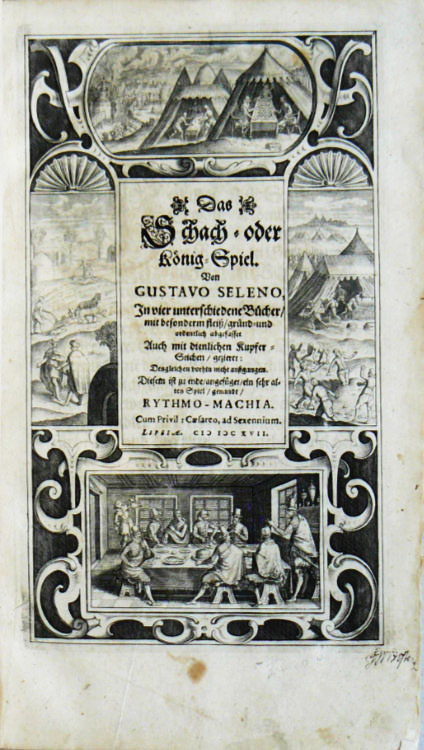 Das
Schach- oder
König-Spiel.
Von
GUSTAVO SELENO,
In vier unterschiedene Bücher/
mit besonderm fleiß/ gründ- und
ordentlich abgefasset.
Auch mit dienlichen Kupfer-
Stichen/ gezieret:
Desgleichen vorhin nicht außgangen.
Diesem ist zu ende/ angefüget/ ein sehr al-
tes Spiel/ genandt/
RYTHMO-MACHIA.
Cum Privil: Cæsareo, ad Sexennium.
LIPSIÆ. CIƆ IƆC XVII.